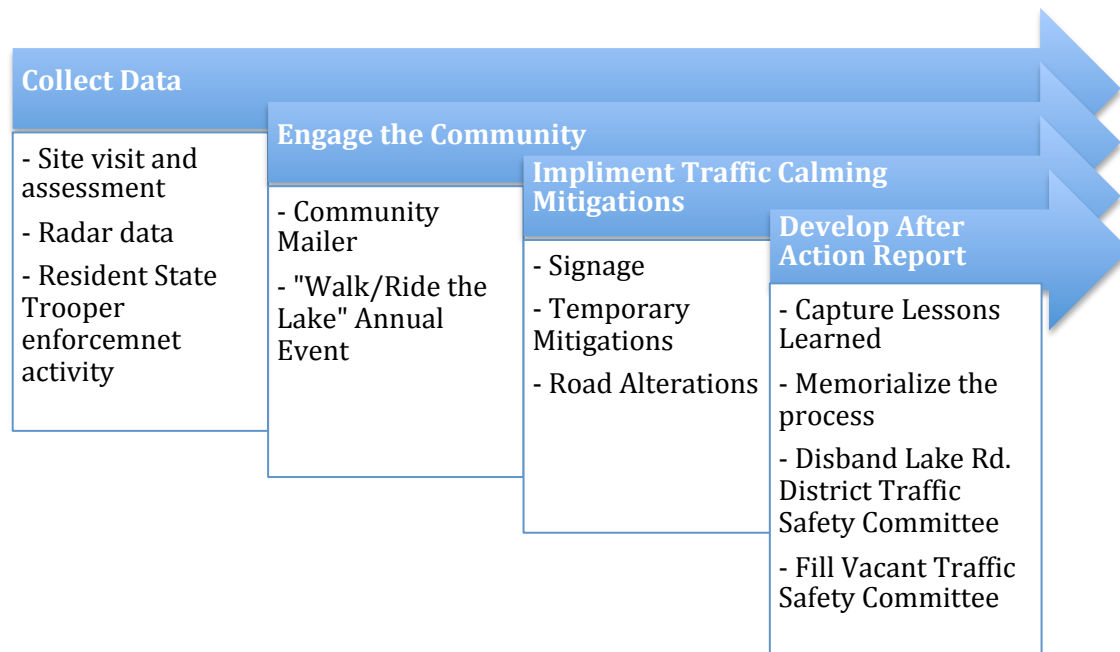 Collect Data
- Site visit and
assessment
- Radar data
- Resident State
Trooper
enforcemnet
activity
Engage the Community
- Community
Mailer
- "Walk/Ride the
Lake" Annual
Event
Impliment Traffic Calming
Mitigations
- Signage
- Temporary
Mitigations
- Road Alterations
Develop After
Action Report
- Capture Lessons
Learned
- Memorialize the
process
- Disband Lake Rd.
District Traffic
Safety Committee
- Fill Vacant Traffic
Safety Committee